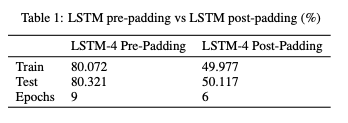 Table 1: LSTM pre-padding vs LSTM post-padding (%)
LSTM-4 Pre-Padding LSTM-4 Post-Padding
Train 80.072 49.977
Test 80.321 50.117
Epochs 9 6